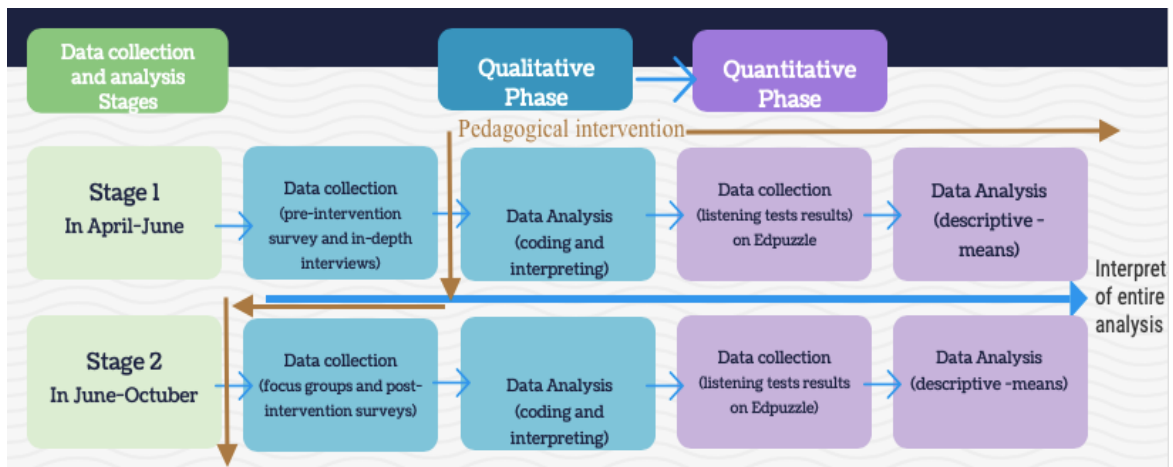 Data collection
and analysis
Stages
Qualitative
Phase
Quantitative
Phase
Pedagogical intervention
Stage 1
In April-June
Data collection
(pre-intervention
survey and in-depth
interviews)
Data Analysis
(coding and
interpreting)
Data collection
(listening tests results)
on Edpuzzle
Data Analysis
(descriptive -
means)
Interpret
of entire
analysis
Stage 2
In June-Octuber
Data collection
(focus groups and post-
intervention surveys)
Data Analysis
(coding and
interpreting)
Data collection
(listening tests results
on Edpuzzle)
Data Analysis
(descriptive -means)